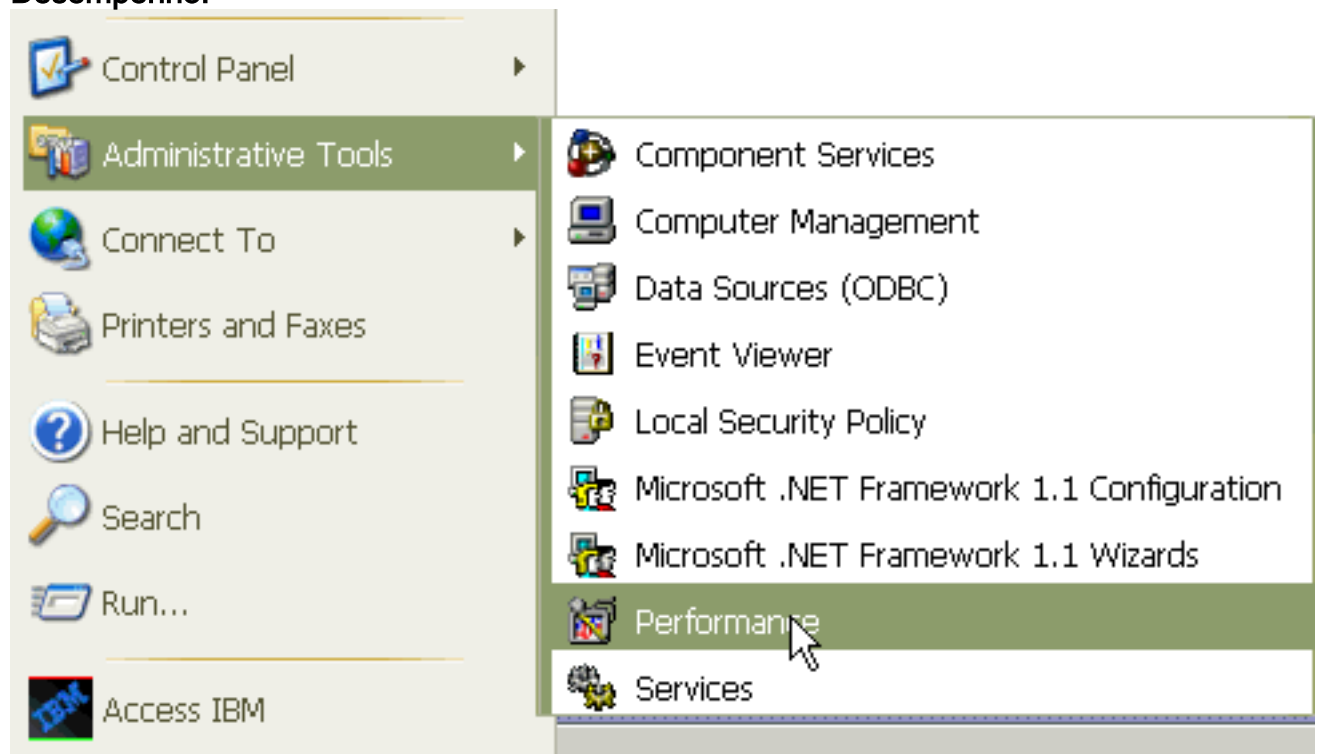 Desempenho.
Control Panel
Administrative Tools
Connect To
Printers and Faxes
Help and Support
Search
Run...
IBM
Access IBM
Component Services
Computer Management
Data Sources (ODBC)
Event Viewer
Local Security Policy
Microsoft .NET Framework 1.1 Configuration
Microsoft .NET Framework 1.1 Wizards
Performance
Services